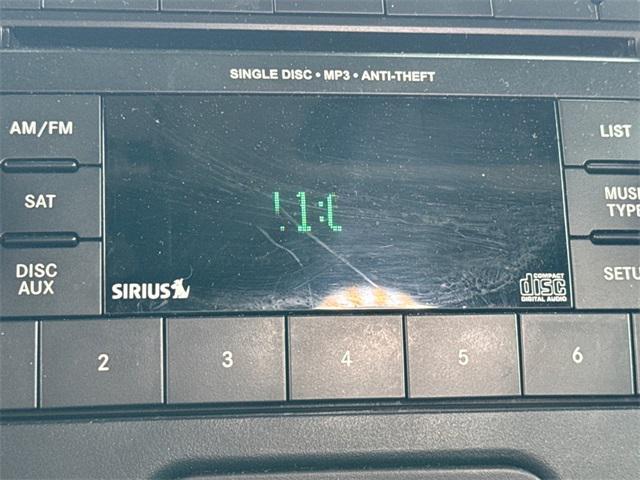 SINGLE DISC • MP3 • ANTI-THEFT
AM/FM
LIST
SAT
DISC
AUX
SIRIUS
COMPACT
disc
DIGITAL AUDIO
2
3
4
5
6